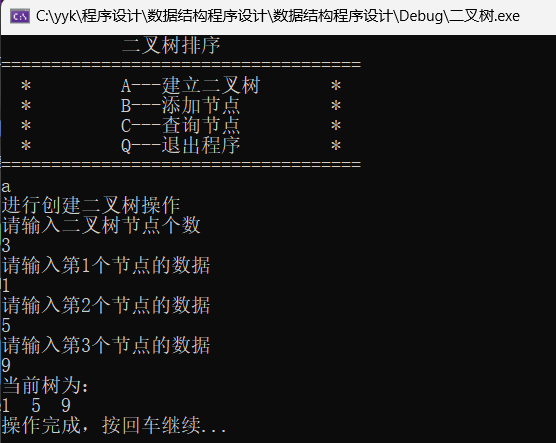 C:\yyk\程序设计\数据结构程序设计\数据结构程序设计\Debug\二叉树.exe
二叉树排序
====================================
* A---建立二叉树 *
* B---添加节点 *
* C---查询节点 *
* Q---退出程序 *
====================================
a
进行创建二叉树操作
请输入二叉树节点个数
3
请输入第1个节点的数据
1
请输入第2个节点的数据
5
请输入第3个节点的数据
9
当前树为:
1 5 9
操作完成，按回车继续...